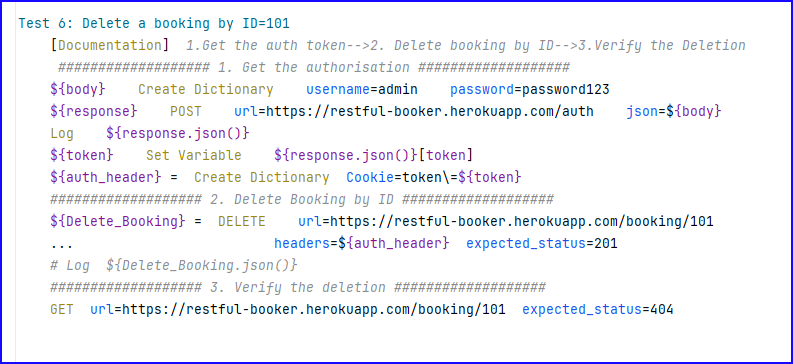 Test 6: Delete a booking by ID=101
[Documentation]  1.Get the auth token-->2. Delete booking by ID-->3.Verify the Deletion
################### 1. Get the authorisation ###################
${body}    Create Dictionary    username=admin    password=password123
${response}    POST    url=https://restful-booker.herokuapp.com/auth    json=${body}
Log    ${response.json()}
${token}    Set Variable    ${response.json()}[token]
${auth_header} =  Create Dictionary  Cookie=token\=${token}
################### 2. Delete Booking by ID ###################
${Delete_Booking} =  DELETE    url=https://restful-booker.herokuapp.com/booking/101
...                         headers=${auth_header}  expected_status=201
# Log  ${Delete_Booking.json()}
################### 3. Verify the deletion ###################
GET  url=https://restful-booker.herokuapp.com/booking/101  expected_status=404